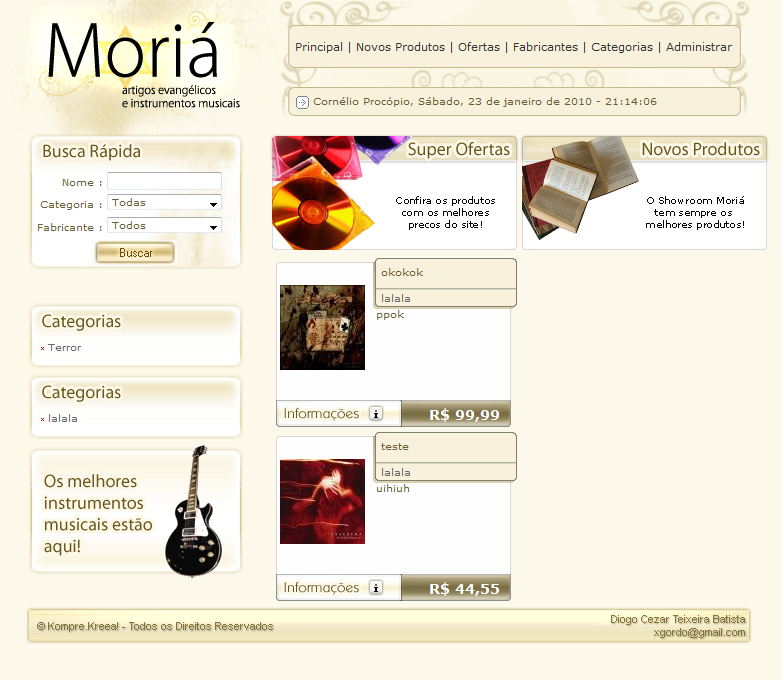 Moriá
artigos evangélicos
e instrumentos musicais
Principal | Novos Produtos | Ofertas | Fabricantes | Categorias | Administrar
Cornélio Procópio, Sábado, 23 de janeiro de 2010 - 21:14:06
Busca Rápida
Nome :
Categoria : Todas
Fabricante : Todos
Buscar
Categorias
Terror
Categorias
lalala
Os melhores
instrumentos
musicais estão
aqui!
Super Ofertas
Confira os produtos
com os melhores
precos do site!
Novos Produtos
O Showroom Moriá
tem sempre os
melhores produtos!
okokok
lalala
ppok
Informações i R$ 99,99
teste
lalala
uihiuh
Informações i R$ 44,55
© Kompre.Kreea! - Todos os Direitos Reservados
Diogo Cezar Teixeira Batista
xgordo@gmail.com